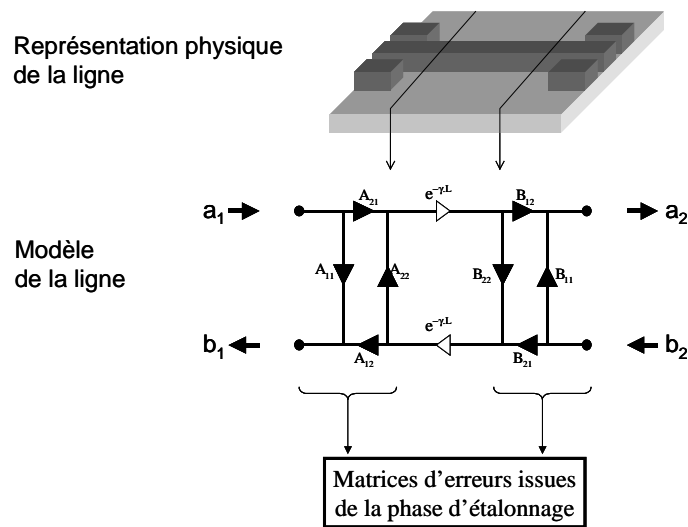 Représentation physique
de la ligne
a1
A21
e-γ.L
B12
a2
Modèle
de la ligne
A11
A22
B22
B11
b1
A12
e-γ.L
B21
b2
Matrices d'erreurs issues
de la phase d'étalonnage